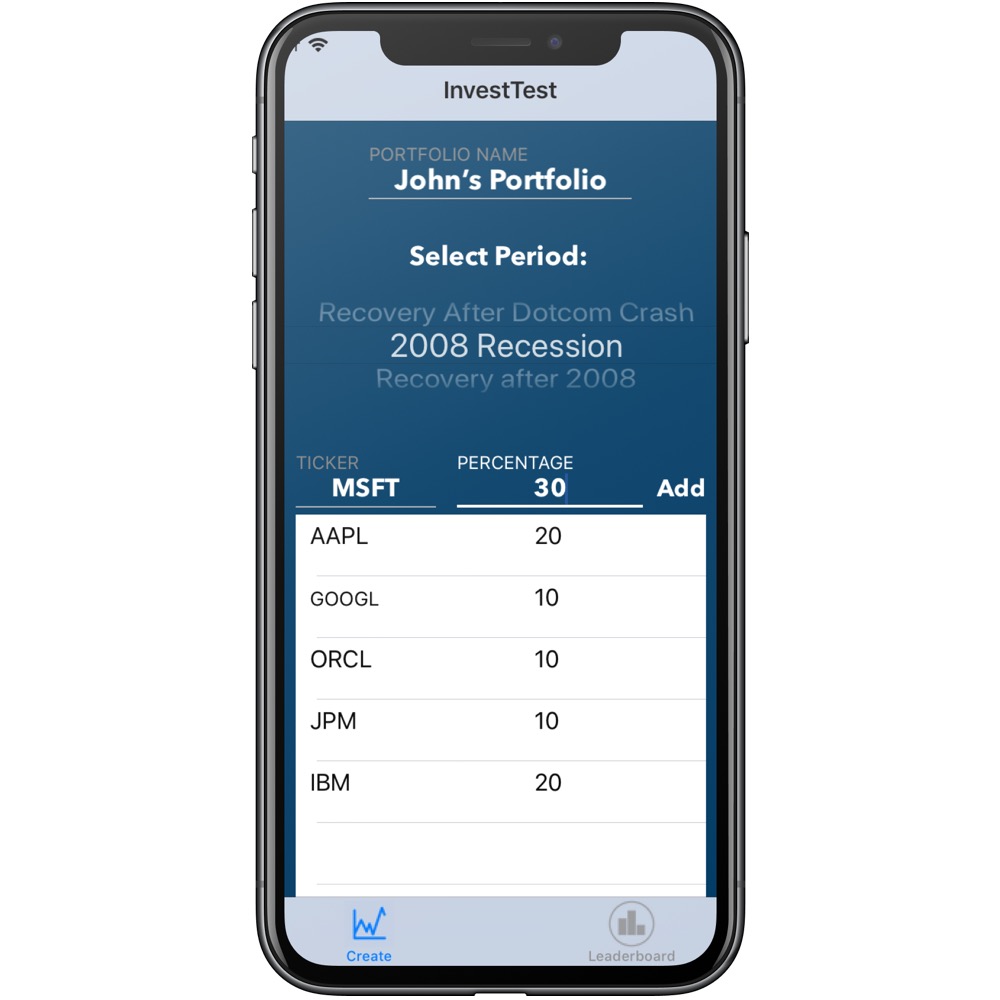 InvestTest
PORTFOLIO NAME
John’s Portfolio
Select Period:
Recovery After Dotcom Crash
2008 Recession
Recovery after 2008
TICKER PERCENTAGE
MSFT 30 Add
AAPL 20
GOOGL 10
ORCL 10
JPM 10
IBM 20
Create Leaderboard